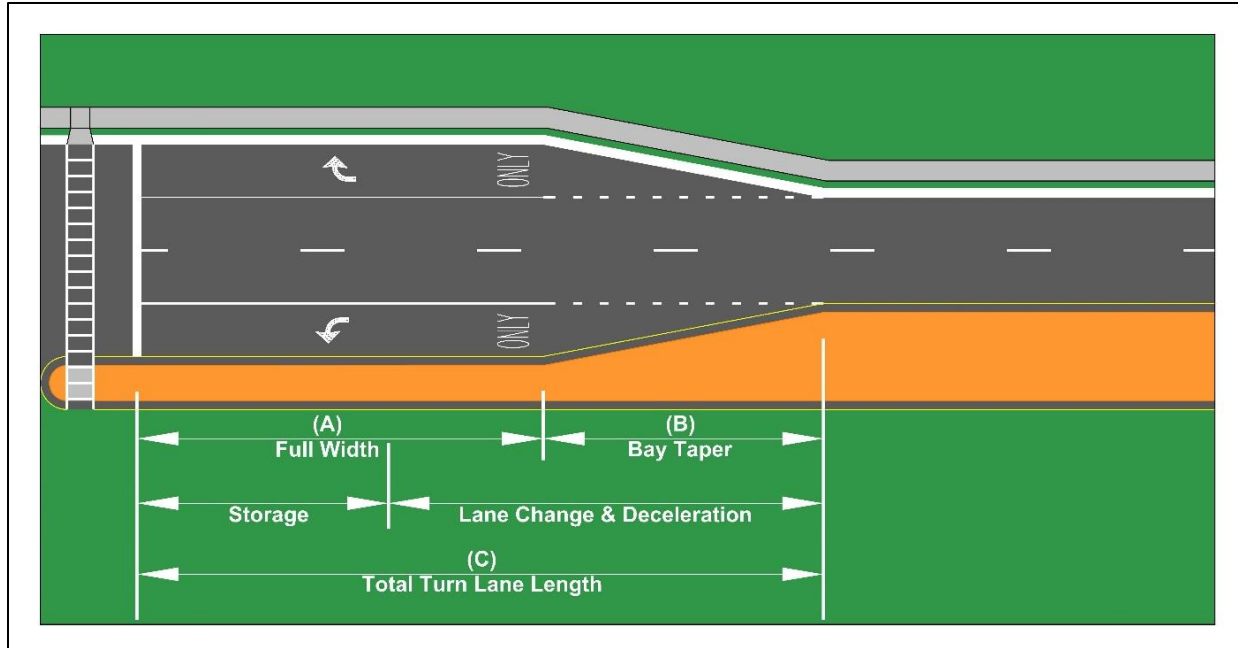 ONLY
ONLY
(A)
Full Width
(B)
Bay Taper
Storage
Lane Change & Deceleration
(C)
Total Turn Lane Length